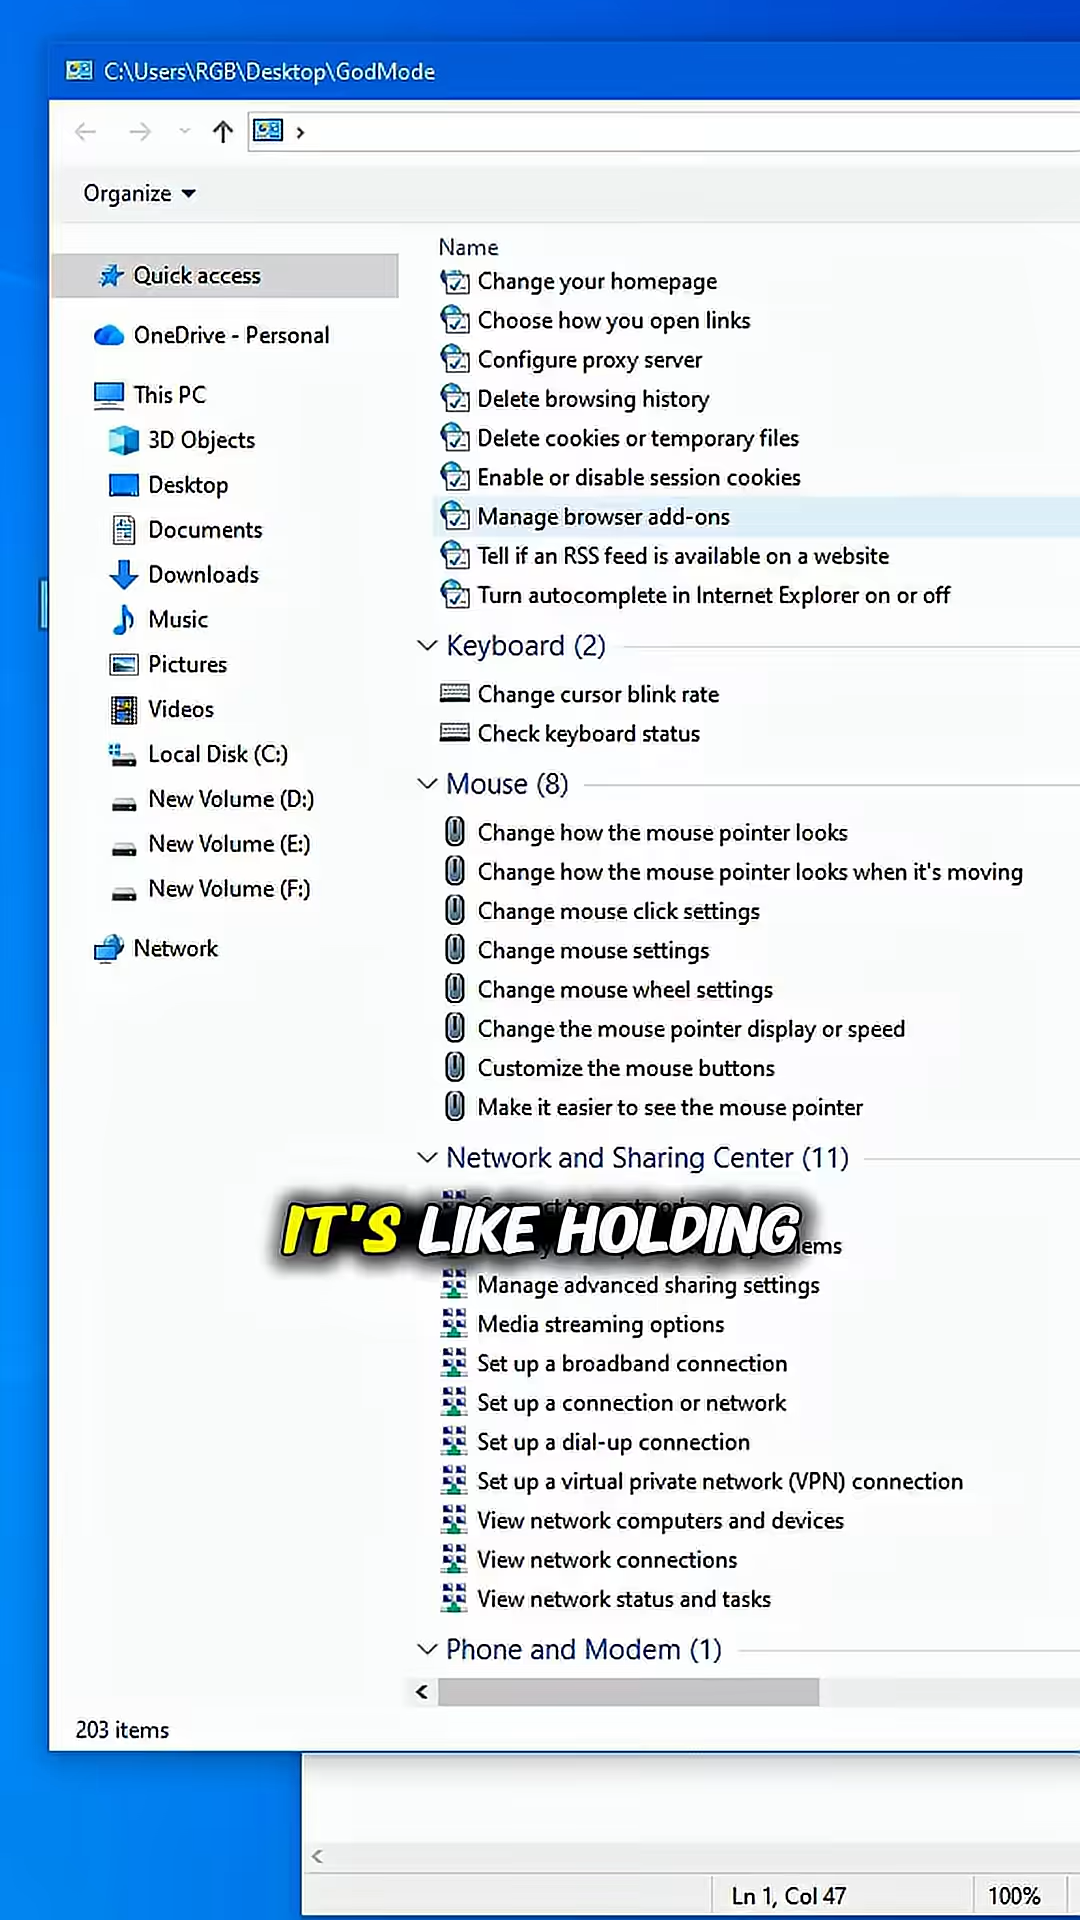 C:\Users\RGB\Desktop\GodMode
Organize
Name
Quick access
OneDrive - Personal
This PC
3D Objects
Desktop
Documents
Downloads
Music
Pictures
Videos
Local Disk (C:)
New Volume (D:)
New Volume (E:)
New Volume (F:)
Network
Change your homepage
Choose how you open links
Configure proxy server
Delete browsing history
Delete cookies or temporary files
Enable or disable session cookies
Manage browser add-ons
Tell if an RSS feed is available on a website
Turn autocomplete in Internet Explorer on or off
Keyboard (2)
Change cursor blink rate
Check keyboard status
Mouse (8)
Change how the mouse pointer looks
Change how the mouse pointer looks when it's moving
Change mouse click settings
Change mouse settings
Change mouse wheel settings
Change the mouse pointer display or speed
Customize the mouse buttons
Make it easier to see the mouse pointer
Network and Sharing Center (11)
IT'S LIKE HOLDING
Manage advanced sharing settings
Media streaming options
Set up a broadband connection
Set up a connection or network
Set up a dial-up connection
Set up a virtual private network (VPN) connection
View network computers and devices
View network connections
View network status and tasks
Phone and Modem (1)
203 items
Ln 1, Col 47
100%